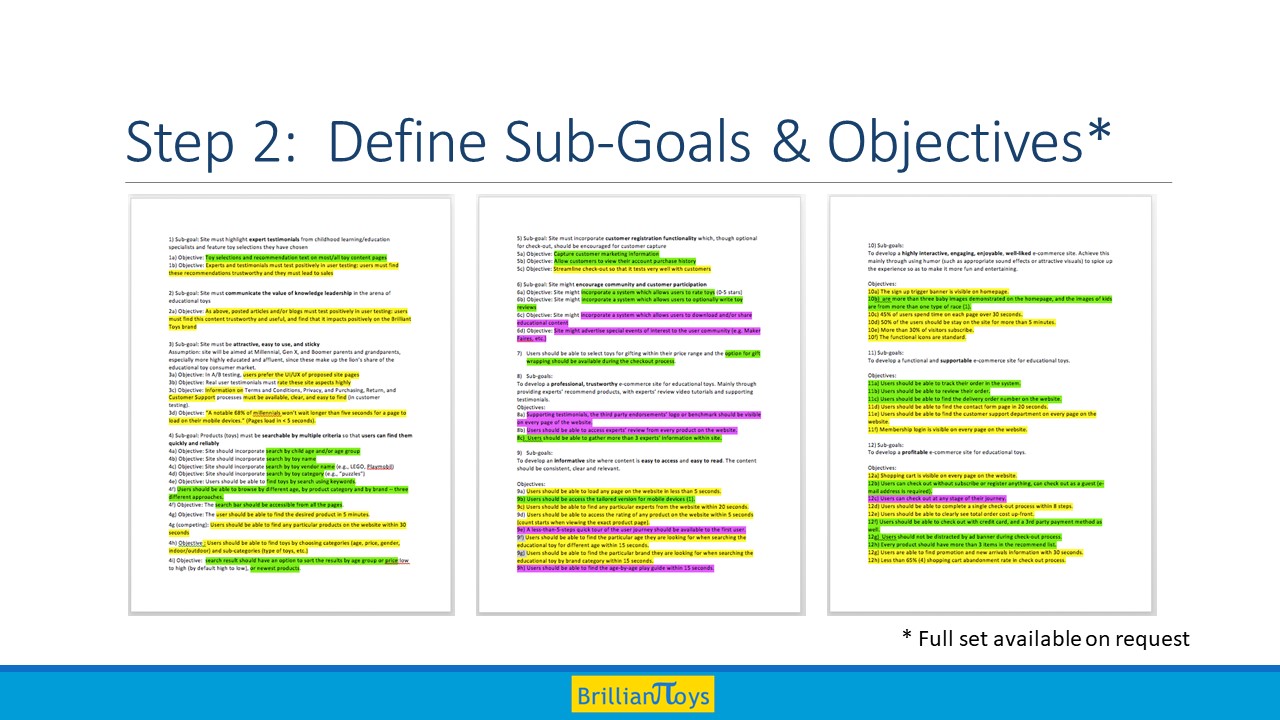 Step 2:  Define Sub-Goals & Objectives*
1) Sub-goal: Site must highlight expert testimonials from childhood learning/education
specialists and feature toy selections they have chosen
1a) Objective: Toy selections and recommendation test on most/all toy content pages
1b) Objective: Experts and testimonials must test positively in user testing: users must find
these recommendations trustworthy and they must lead to sales
2) Sub-goal: Site must communicate the value of knowledge leadership in the arena of
educational toys
2a) Objective: As above, posted articles and/or blogs must test positively in user testing: users
must find this content trustworthy and useful, and find that it impacts positively on the Brilliant
Toys brand
3) Sub-goal: Site must be attractive, easy to use, and sticky
Assumption: site will be aimed at Millennial, Gen X, and Boomer parents and grandparents,
especially more highly educated and affluent, since these make up the lion's share of the
educational toy consumer market.
3a) Objective: In A/B testing, users prefer the UI/UX of proposed site pages
3b) Objective: Real user testimonials must rate these site aspects highly
3c) Objective: Information on Terms and Conditions, Privacy, and Purchasing, Return, and
Customer Support processes must be available, clear, and easy to find (in customer
testing).
3d) Objective: "A notable 68% of millennials won't wait longer than five seconds for a page to
load on their mobile devices." (Pages load in < 5 seconds).
4) Sub-goal: Products (toys) must be searchable by multiple criteria so that users can find them
quickly and reliably
4a) Objective: Site should incorporate search by child age and/or age group
4b) Objective: Site should incorporate search by toy name
4c) Objective: Site should incorporate search by toy vendor name (e.g., LEGO, Playmobil)
4d) Objective: Site should incorporate search by toy category (e.g., "puzzles")
4e) Objective: Users should be able to find toys by search using keywords.
4f) Users should be able to browse by different age, by product category and by brand – three
different approaches.
4f) Objective: The search bar should be accessible from all the pages.
4g) Objective: The user should be able to find the desired product in 5 minutes.
4g (competing): Users should be able to find any particular products on the website within 30
seconds
4h) Objective : Users should be able to find toys by choosing categories (age, price, gender,
indoor/outdoor) and sub-categories (type of toys, etc.)
4i) Objective:  search result should have an option to sort the results by age group or price low
to high (by default high to low), or newest products.
5) Sub-goal: Site must incorporate customer registration functionality which, though optional
for check-out, should be encouraged for customer capture
5a) Objective: Capture customer marketing information
5b) Objective: Allow customers to view their account purchase history
5c) Objective: Streamline check-out so that it tests very well with customers
6) Sub-goal: Site might encourage community and customer participation
6a) Objective: Site might incorporate a system which allows users to rate toys (0-5 stars)
6b) Objective: Site might incorporate a system which allows users to optionally write toy
reviews
6c) Objective: Site might incorporate a system which allows users to download and/or share
educational content
6d) Objective: Site might advertise special events of interest to the user community (e.g. Maker
Faires, etc.)
7) Users should be able to select toys for gifting within their price range and the option for gift
wrapping should be available during the checkout process.
8) Sub-goals:
To develop a professional, trustworthy e-commerce site for educational toys. Mainly through
providing experts' recommend products, with experts' review video tutorials and supporting
testimonials.
Objectives:
8a) Supporting testimonials, the third party endorsements' logo or benchmark should be visible
on every page of the website.
8b) Users should be able to access experts' review from every product on the website.
8c) Users should be able to gather more than 3 experts' information within site.
9) Sub-goals:
To develop an informative site where content is easy to access and easy to read. The content
should be consistent, clear and relevant.
Objectives:
9a) Users should be able to load any page on the website in less than 5 seconds.
9b) Users should be able to access the tailored version for mobile devices (1).
9c) Users should be able to find any particular experts from the website within 20 seconds.
9d) Users should be able to access the rating of any product on the website within 5 seconds
(count starts when viewing the exact product page).
9e) A less-than-5-steps quick tour of the user journey should be available to the first user.
9f) Users should be able to find the particular age they are looking for when searching the
educational toy for different age within 15 seconds.
9g) Users should be able to find the particular brand they are looking for when searching the
educational toy by brand category within 15 seconds.
9h) Users should be able to find the age-by-age play guide within 15 seconds.
10) Sub-goals:
To develop a highly interactive, engaging, enjoyable, well-liked e-commerce site. Achieve this
mainly through using humor (such as appropriate sound effects or attractive visuals) to spice up
the experience so as to make it more fun and entertaining.
Objectives:
10a) The sign up trigger banner is visible on homepage.
10b) are more than three baby images demonstrated on the homepage, and the images of kids
are from more than one type of race (1).
10c) 45% of users spend time on each page over 30 seconds.
10d) 50% of the users should be stay on the site for more than 5 minutes.
10e) More than 30% of visitors subscribe.
10f) The functional icons are standard.
11) Sub-goals:
To develop a functional and supportable e-commerce site for educational toys.
Objectives:
11a) Users should be able to track their order in the system.
11b) Users should be able to review their order.
11c) Users should be able to find the delivery order number on the website.
11d) Users should be able to find the contact form page in 20 seconds.
11e) Users should be able to find the customer support department on every page on the
website.
11f) Membership login is visible on every page on the website.
12) Sub-goals:
To develop a profitable e-commerce site for educational toys.
Objectives:
12a) Shopping cart is visible on every page on the website.
12b) Users can check out without subscribe or register anything, can check out as a guest (e-
mail address is required).
12c) Users can check out at any stage of their journey.
12d) Users should be able to complete a single check-out process within 8 steps.
12e) Users should be able to clearly see total order cost up-front.
12f) Users should be able to check out with credit card, and a 3rd party payment method as
well.
12g) Users should not be distracted by ad banner during check-out process.
12h) Every product should have more than 3 items in the recommend list.
12g) Users are able to find promotion and new arrivals information with 30 seconds.
12h) Less than 65% (4) shopping cart abandonment rate in check out process.
* Full set available on request
BrillianTToys